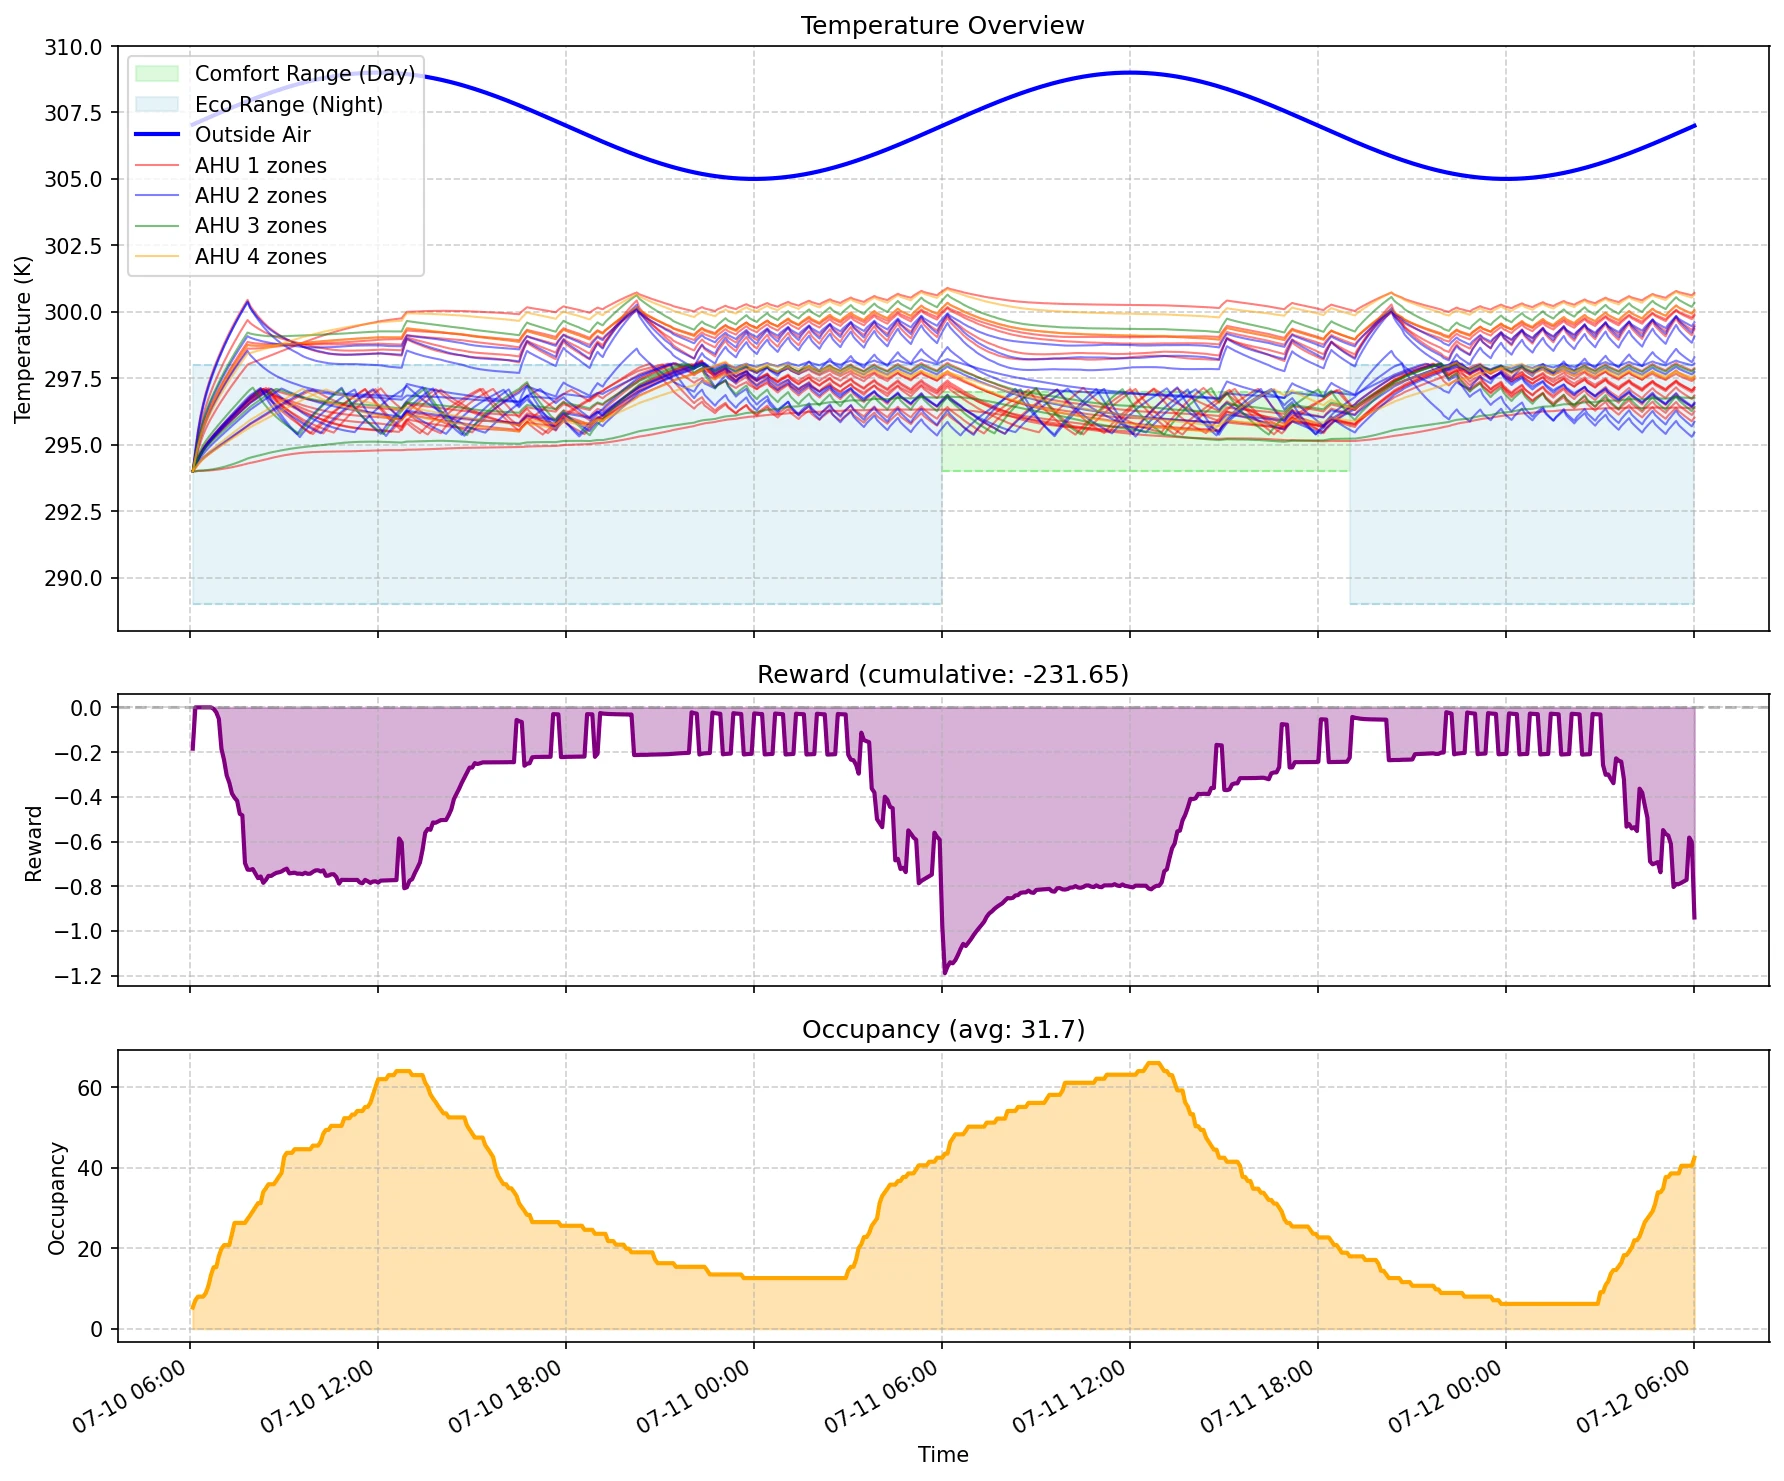 Temperature Overview
310.0
307.5
305.0
302.5
300.0
297.5
295.0
292.5
290.0
Temperature (K)
Comfort Range (Day)
Eco Range (Night)
Outside Air
AHU 1 zones
AHU 2 zones
AHU 3 zones
AHU 4 zones
Reward (cumulative: -231.65)
0.0
−0.2
−0.4
−0.6
−0.8
−1.0
−1.2
Reward
Occupancy (avg: 31.7)
60
40
20
0
Occupancy
07-10 06:00
07-10 12:00
07-10 18:00
07-11 00:00
07-11 06:00
07-11 12:00
07-11 18:00
07-12 00:00
07-12 06:00
Time